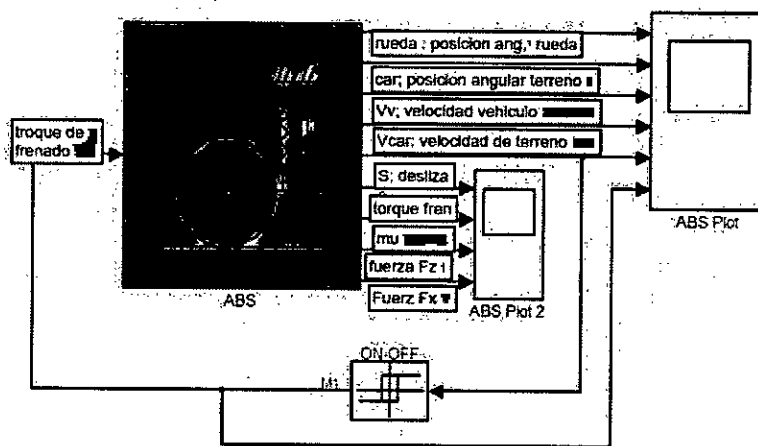 rueda : posicion ang, rueda
car; posicion angular terreno
Vv; velocidad vehiculo
Vcar; velocidad de terreno
troque de
frenado
S; desliza
torque fren
mu
fuerza Fz
Fuerz Fx
ABS
ABS Plot 2
ABS Plot
ON-OFF